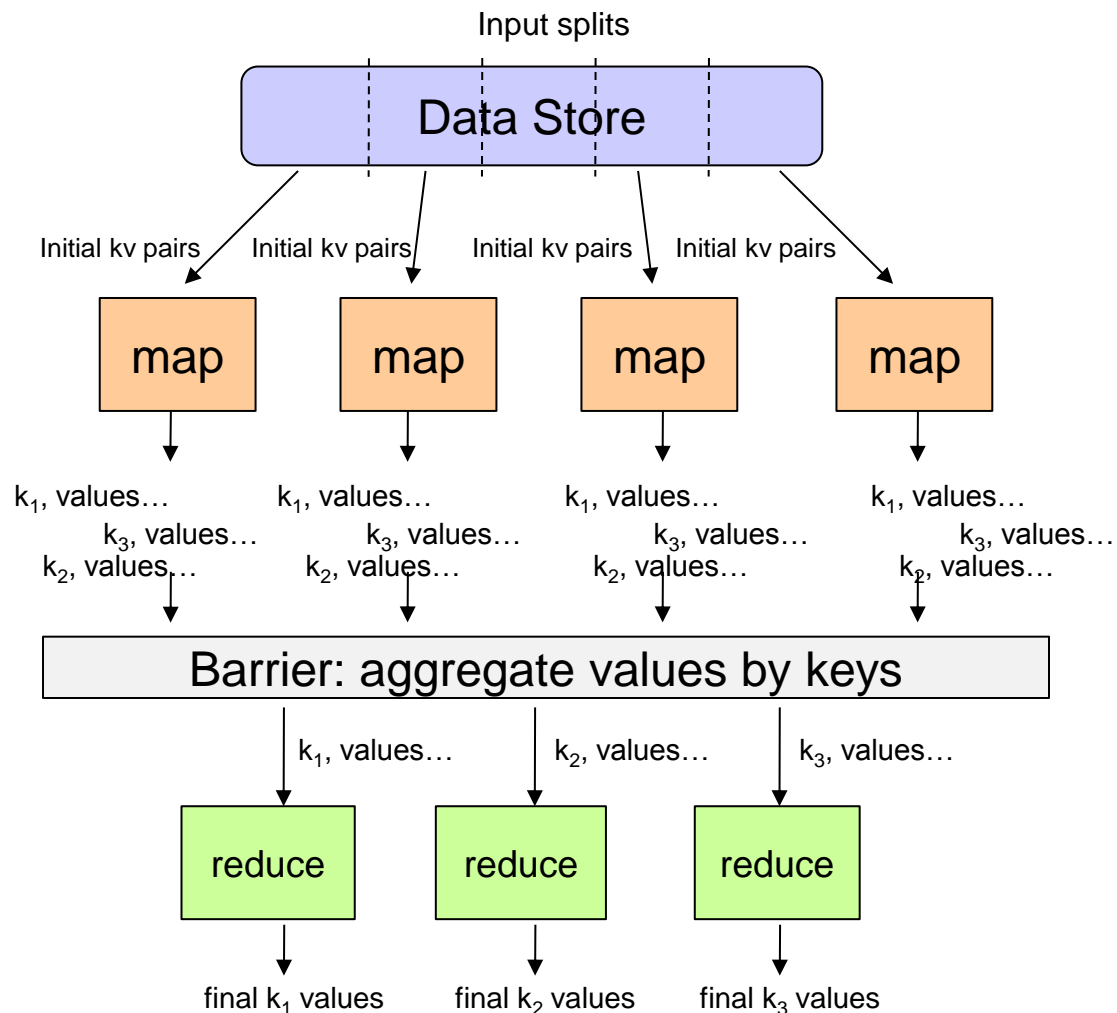 Input splits
Data Store
Initial kv pairs Initial kv pairs Initial kv pairs Initial kv pairs
map map map map
k₁, values… k₁, values… k₁, values… k₁, values…
k₃, values… k₃, values… k₃, values… k₃, values…
k₂, values… k₂, values… k₂, values… k₂, values…
Barrier: aggregate values by keys
k₁, values… k₂, values… k₃, values…
reduce reduce reduce
final k₁ values final k₂ values final k₃ values